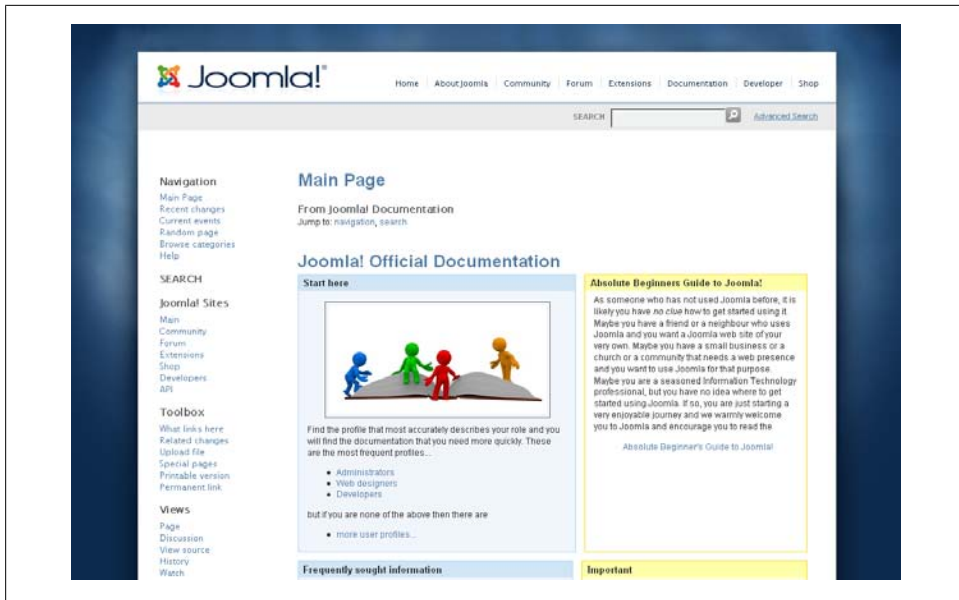 Joomla!®
Home About Joomla Community Forum Extensions Documentation Developer Shop
SEARCH
Advanced Search
Navigation
Main Page
Recent changes
Current events
Random page
Browse categories
Help
SEARCH
Joomla! Sites
Main
Community
Forum
Extensions
Shop
Developers
API
Toolbox
What links here
Related changes
Upload file
Special pages
Printable version
Permanent link
Views
Page
Discussion
View source
History
Watch
Main Page
From Joomla! Documentation
Jump to: navigation, search
Joomla! Official Documentation
Start here
Find the profile that most accurately describes your role and you
will find the documentation that you need more quickly. These
are the most frequent profiles...
• Administrators
• Web designers
• Developers
but if you are none of the above then there are
• more user profiles...
Frequently sought information
Absolute Beginners Guide to Joomla!
As someone who has not used Joomla before, it is
likely you have no clue how to get started using it.
Maybe you have a friend or a neighbour who uses
Joomla and you want a Joomla web site of your
very own. Maybe you have a small business or a
church or a community that needs a web presence
and you want to use Joomla for that purpose.
Maybe you are a seasoned Information Technology
professional, but you have no idea where to get
started using Joomla. If so, you are just starting a
very enjoyable journey and we warmly welcome
you to Joomla and encourage you to read the
Absolute Beginner's Guide to Joomla!
Important